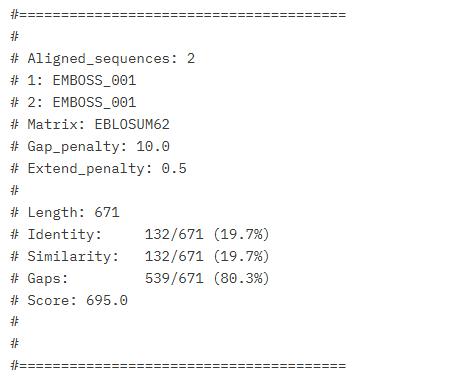 #=======================================
#
# Aligned_sequences: 2
# 1: EMBOSS_001
# 2: EMBOSS_001
# Matrix: EBLOSUM62
# Gap_penalty: 10.0
# Extend_penalty: 0.5
#
# Length: 671
# Identity:     132/671 (19.7%)
# Similarity:   132/671 (19.7%)
# Gaps:         539/671 (80.3%)
# Score: 695.0
#
#
#=======================================